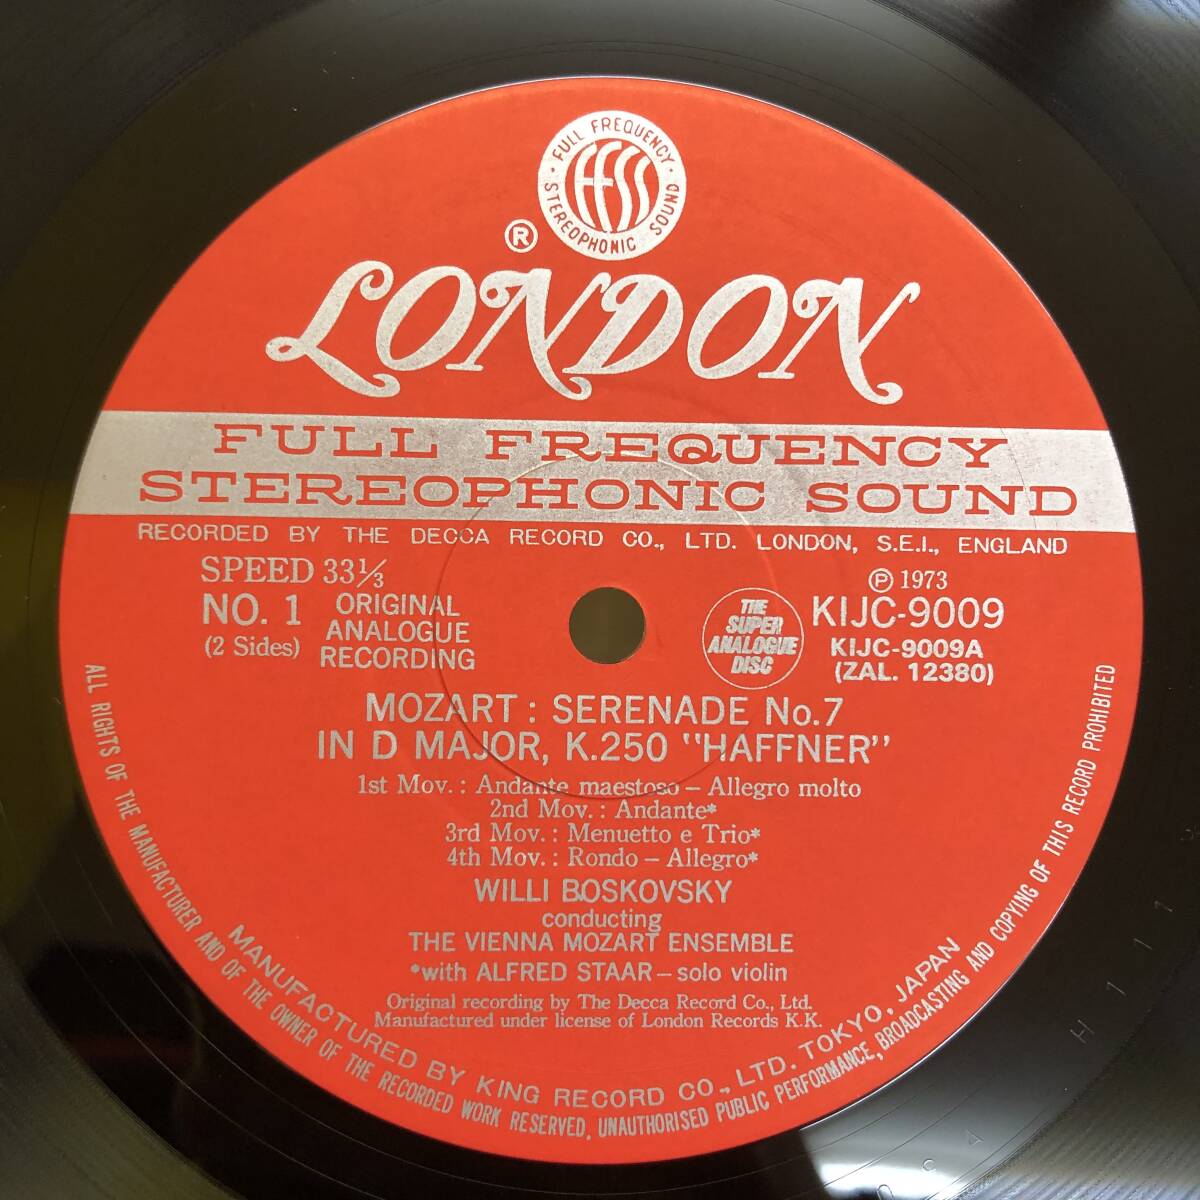 FULL FREQUENCY
STEREOPHONIC SOUND
FFSS
®
LONDON
FULL FREQUENCY
STEREOPHONIC SOUND
RECORDED BY THE DECCA RECORD CO., LTD. LONDON, S.E.I., ENGLAND
SPEED 33⅓
NO. 1
(2 Sides)
ORIGINAL
ANALOGUE
RECORDING
THE
SUPER
ANALOGUE
DISC
℗ 1973
KIJC-9009
KIJC-9009A
(ZAL. 12380)
MOZART : SERENADE No.7
IN D MAJOR, K.250 "HAFFNER"
1st Mov. : Andante maestoso – Allegro molto
2nd Mov. : Andante*
3rd Mov. : Menuetto e Trio*
4th Mov. : Rondo – Allegro*
WILLI BOSKOVSKY
conducting
THE VIENNA MOZART ENSEMBLE
*with ALFRED STAAR – solo violin
Original recording by The Decca Record Co., Ltd.
Manufactured under license of London Records K.K.
MANUFACTURED BY KING RECORD CO., LTD. TOKYO, JAPAN
ALL RIGHTS OF THE MANUFACTURER AND OF THE OWNER OF THE RECORDED WORK RESERVED, UNAUTHORISED PUBLIC PERFORMANCE, BROADCASTING AND COPYING OF THIS RECORD PROHIBITED